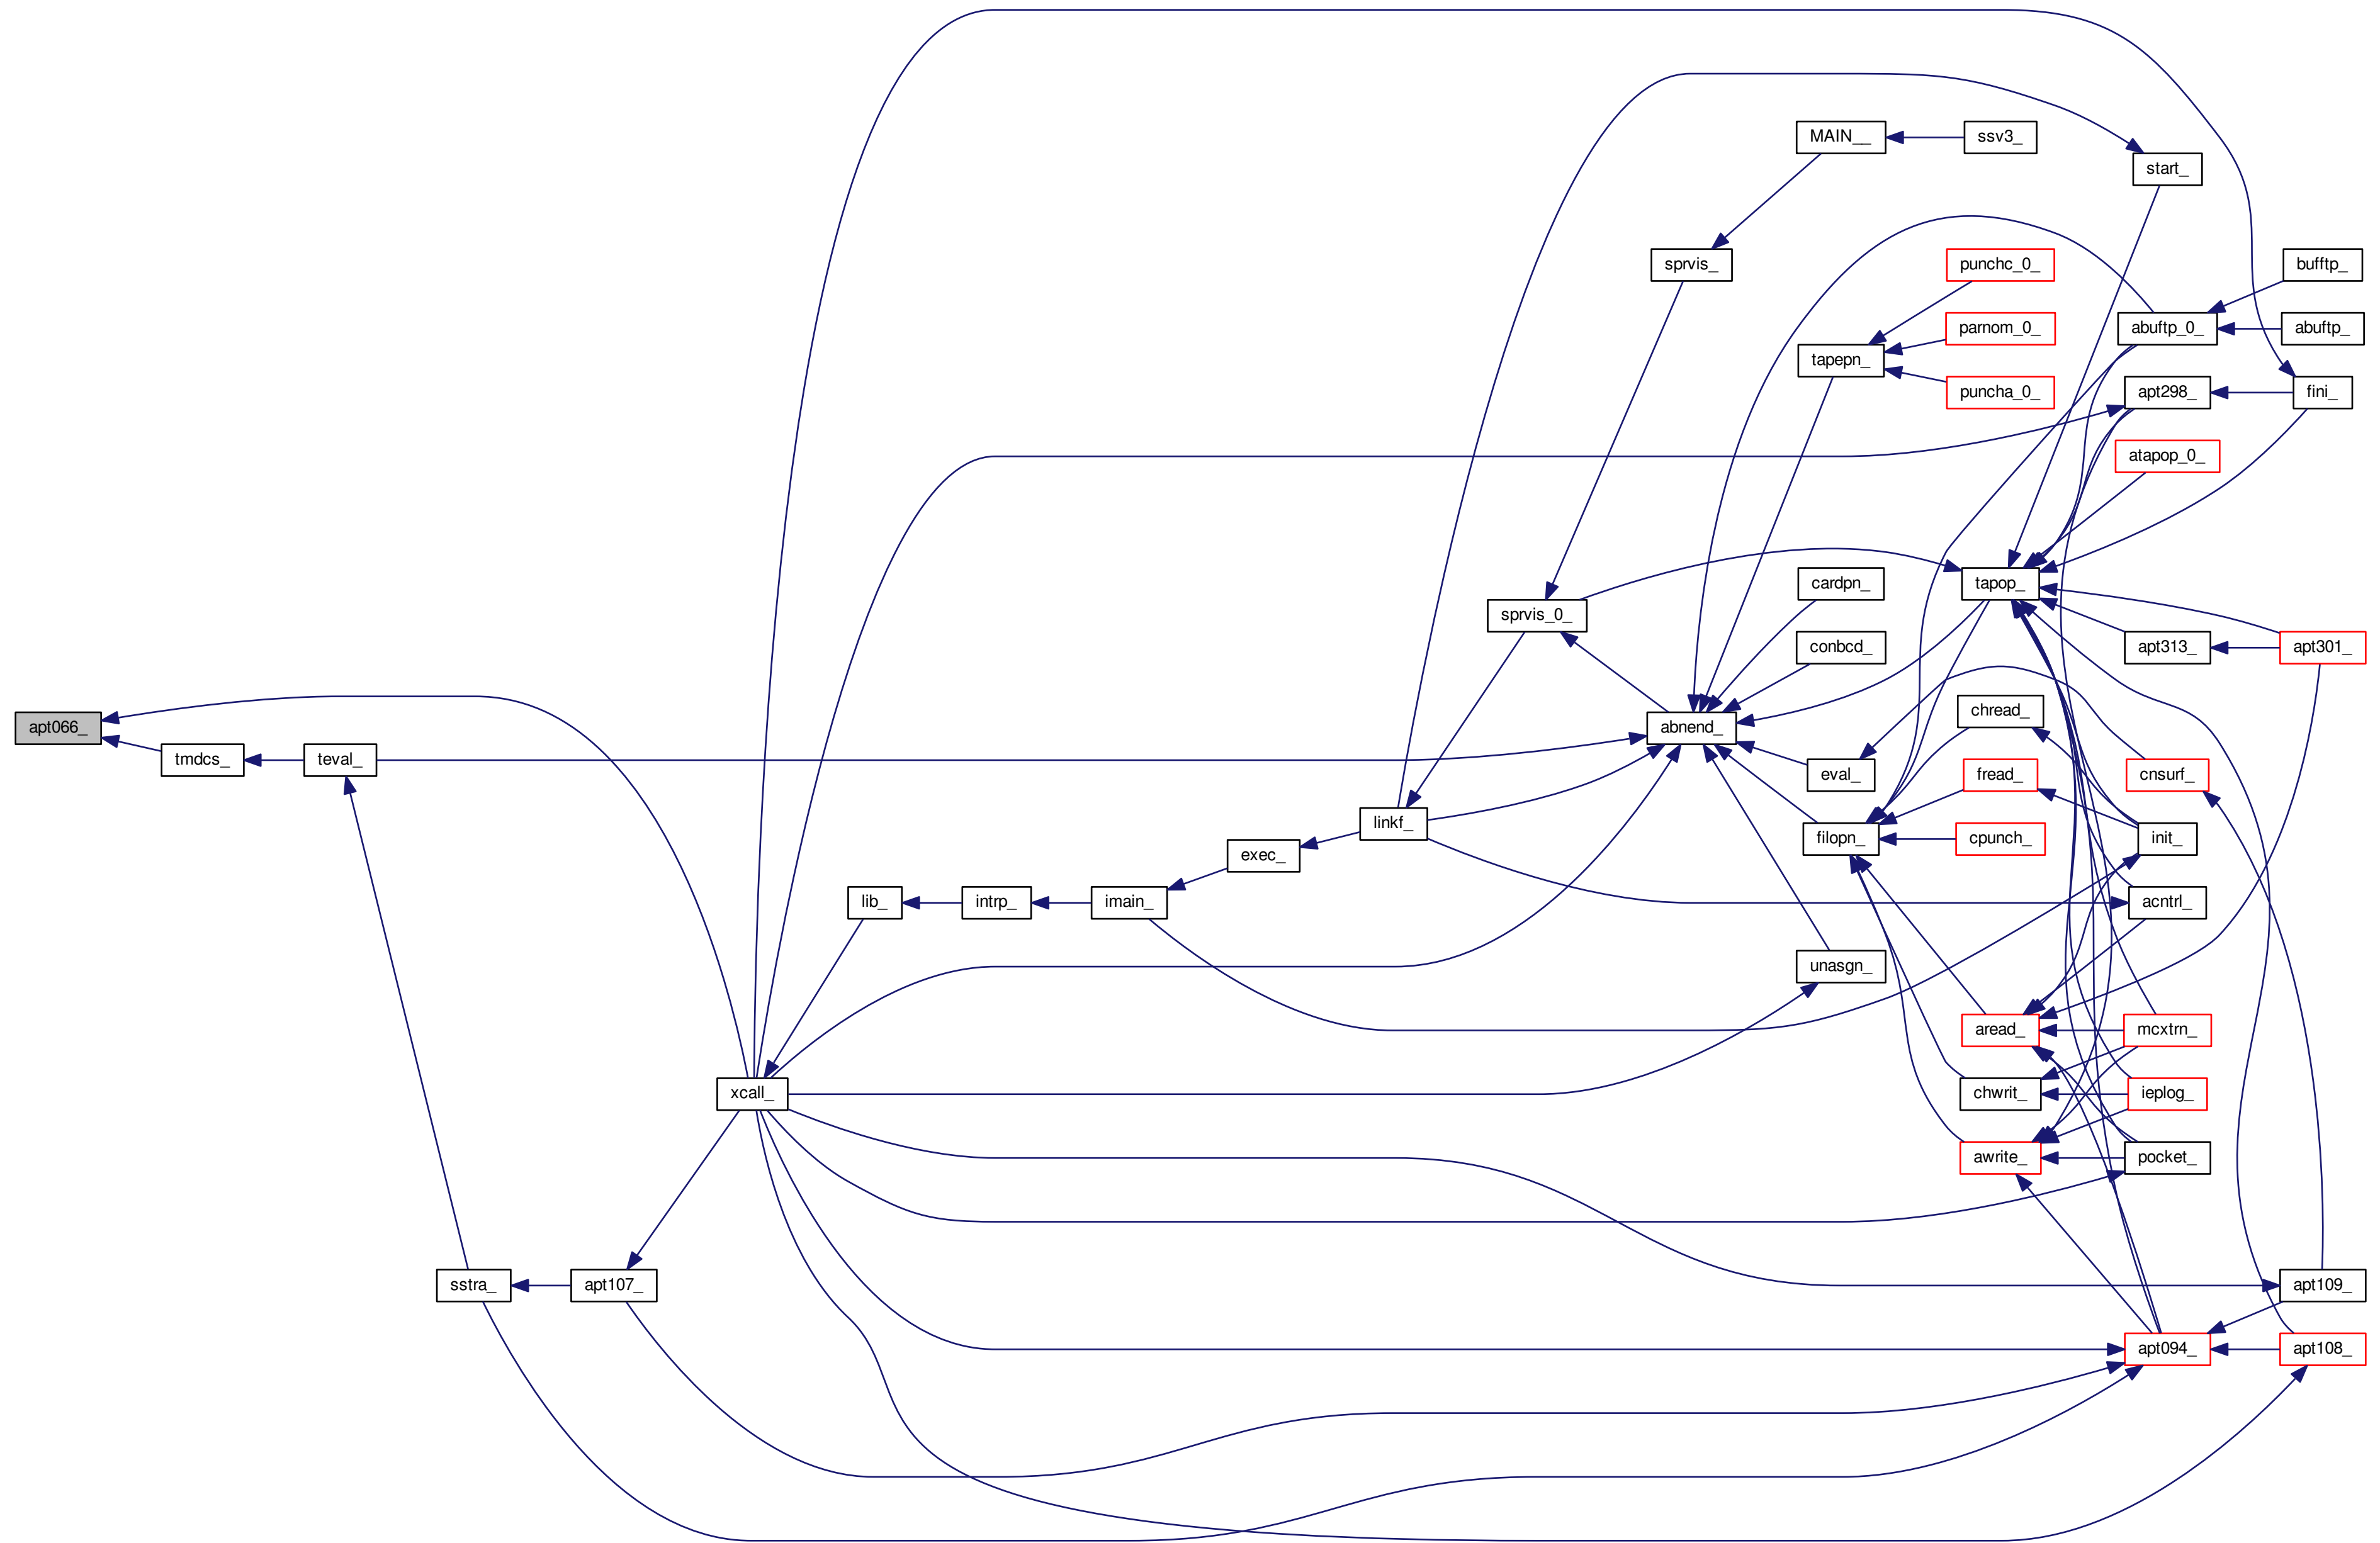 MAIN__
ssv3_
start_
sprvis_
punchc_0_
bufftp_
parnom_0_
abuftp_0_
abuftp_
tapepn_
puncha_0_
apt298_
fini_
atapop_0_
cardpn_
tapop_
sprvis_0_
conbcd_
apt313_
apt301_
chread_
apt066_
abnend_
tmdcs_
teval_
eval_
fread_
cnsurf_
linkf_
filopn_
cpunch_
init_
exec_
lib_
intrp_
imain_
acntrl_
unasgn_
aread_
mcxtrn_
xcall_
chwrit_
ieplog_
awrite_
pocket_
sstra_
apt107_
apt109_
apt094_
apt108_